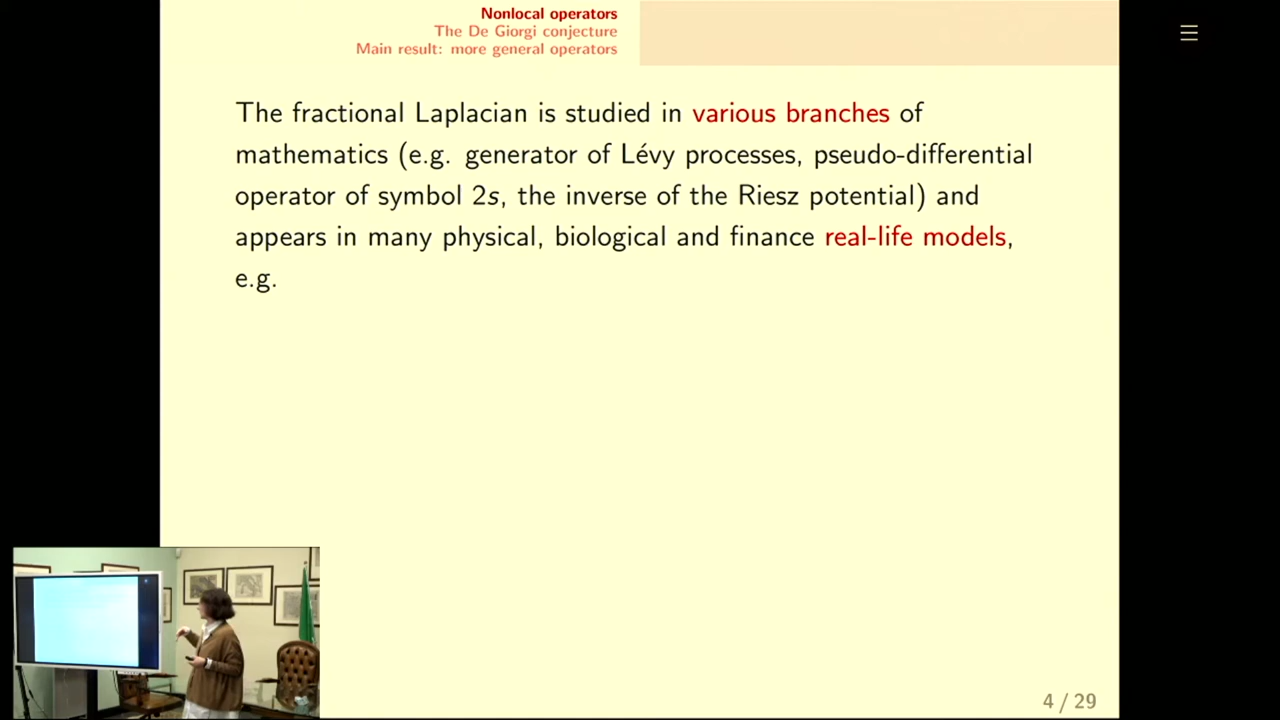 Nonlocal operators
The De Giorgi conjecture
Main result: more general operators
The fractional Laplacian is studied in various branches of
mathematics (e.g. generator of Lévy processes, pseudo-differential
operator of symbol 2s, the inverse of the Riesz potential) and
appears in many physical, biological and finance real-life models,
e.g.
4 / 29